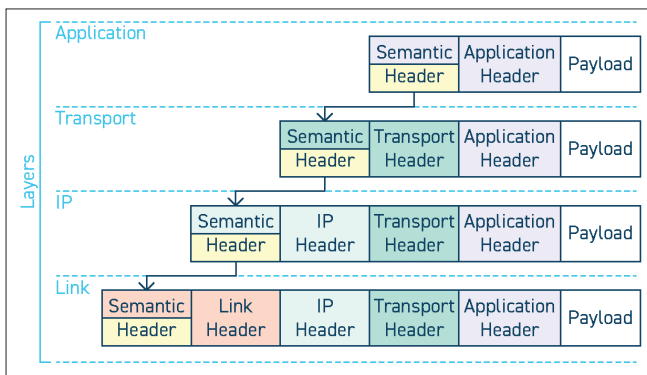 Layers
Application
Semantic Application Payload
Header Header
Transport
Semantic Transport Application Payload
Header Header Header
IP
Semantic IP Transport Application Payload
Header Header Header Header
Link
Semantic Link IP Transport Application Payload
Header Header Header Header Header